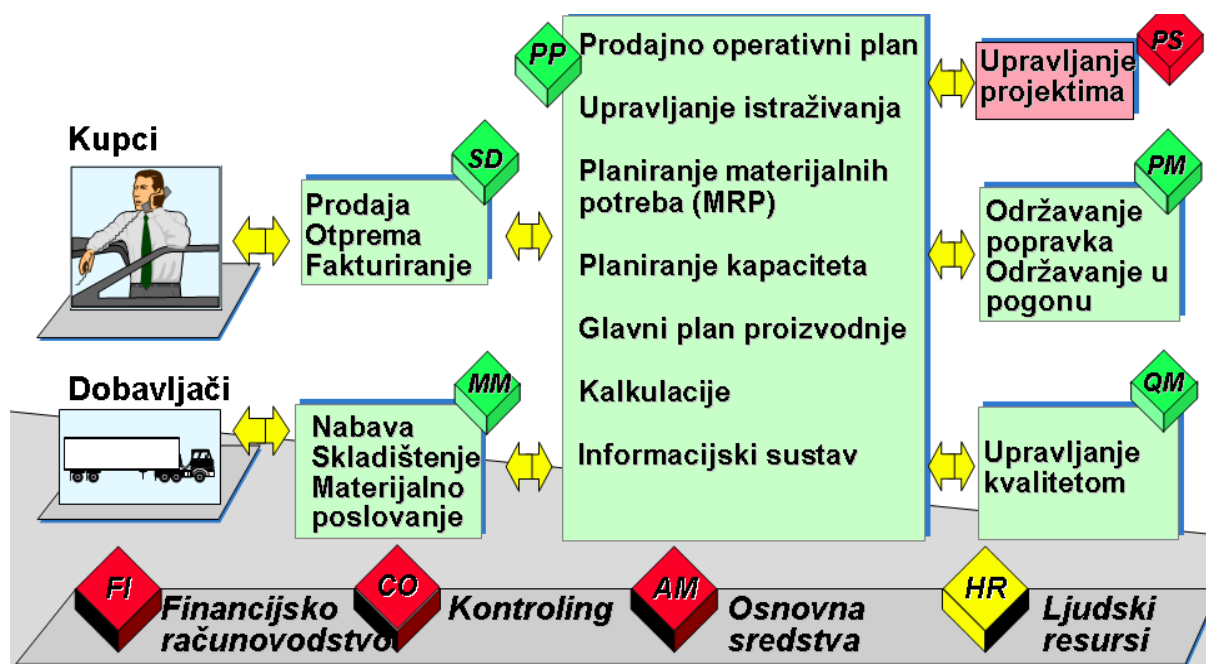 Kupci
SD
Prodaja
Otprema
Fakturiranje
Dobavljači
MM
Nabava
Skladištenje
Materijalno
poslovanje
PP
Prodajno operativni plan
Upravljanje istraživanja
Planiranje materijalnih
potreba (MRP)
Planiranje kapaciteta
Glavni plan proizvodnje
Kalkulacije
Informacijski sustav
PS
Upravljanje
projektima
PM
Održavanje
popravka
Održavanje u
pogonu
QM
Upravljanje
kvalitetom
FI
Financijsko
računovodstvo
CO
Kontroling
AM
Osnovna
sredstva
HR
Ljudski
resursi